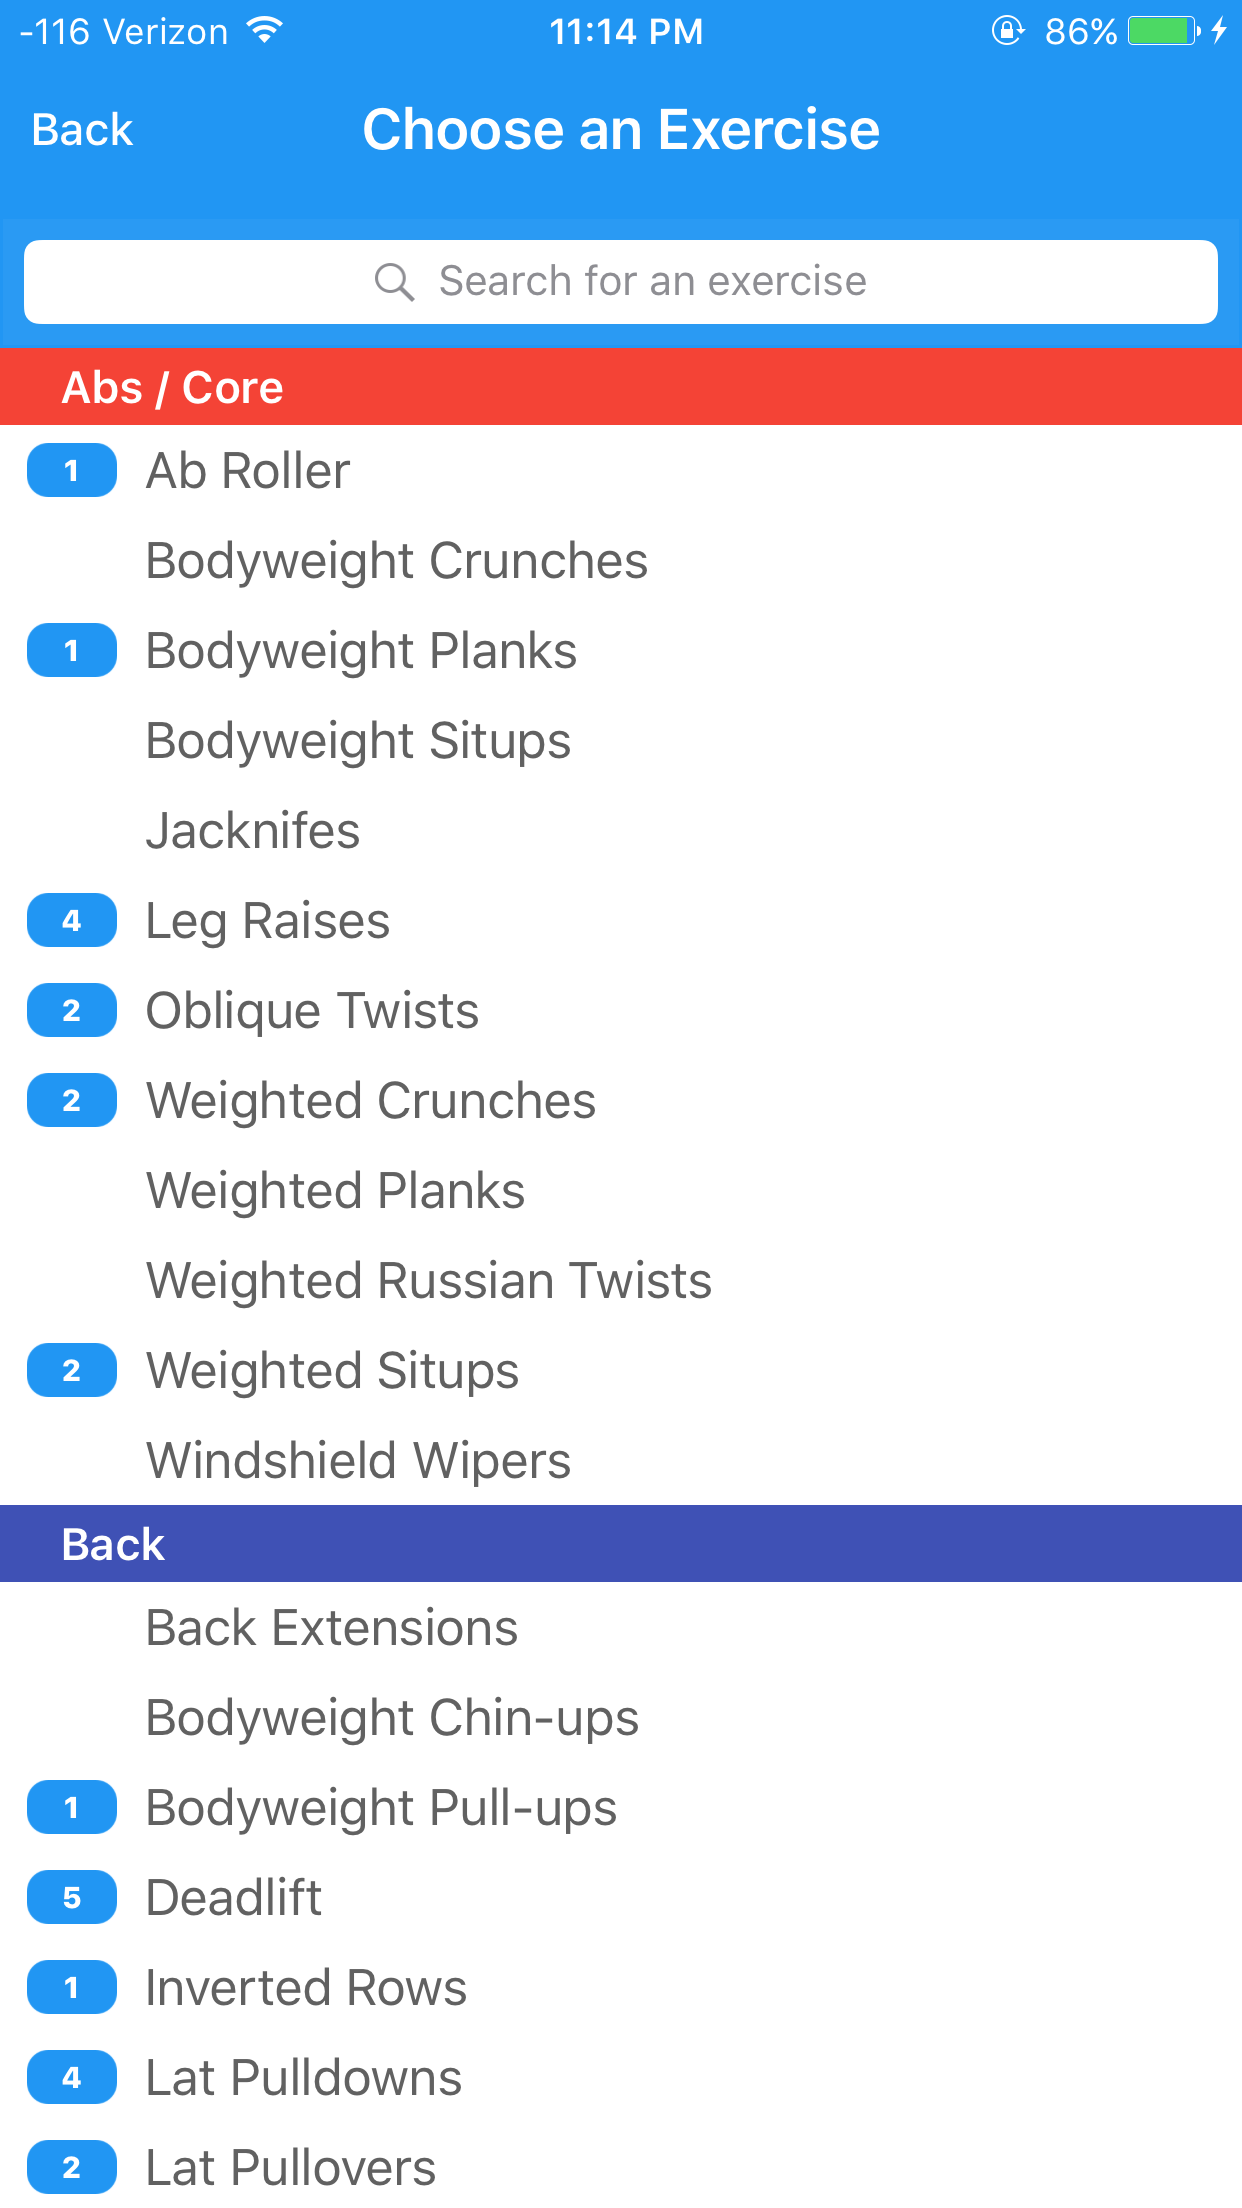 -116 Verizon 11:14 PM 86%
Back Choose an Exercise
Search for an exercise
Abs / Core
1 Ab Roller
Bodyweight Crunches
1 Bodyweight Planks
Bodyweight Situps
Jacknifes
4 Leg Raises
2 Oblique Twists
2 Weighted Crunches
Weighted Planks
Weighted Russian Twists
2 Weighted Situps
Windshield Wipers
Back
Back Extensions
Bodyweight Chin-ups
1 Bodyweight Pull-ups
5 Deadlift
1 Inverted Rows
4 Lat Pulldowns
2 Lat Pullovers